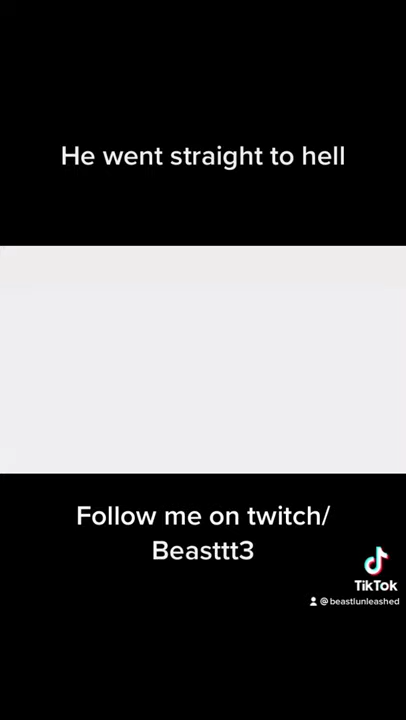 He went straight to hell
Follow me on twitch/
Beasttt3
TikTok
@beastlunleashed